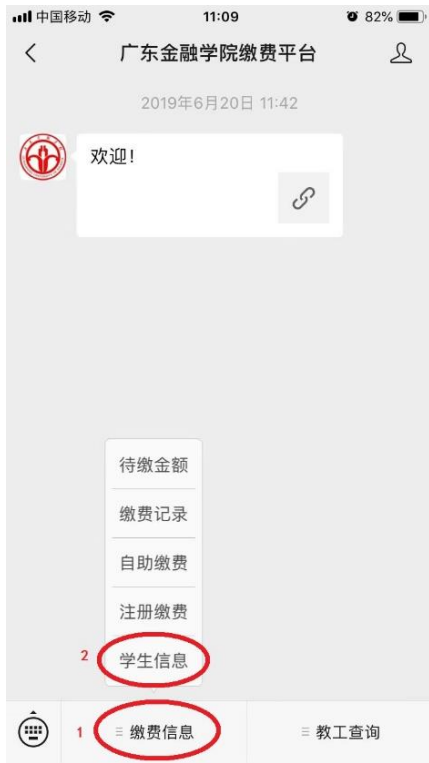 中国移动 11:09 82%
广东金融学院缴费平台
2019年6月20日 11:42
欢迎!
待缴金额
缴费记录
自助缴费
注册缴费
2 学生信息
1 缴费信息 教工查询